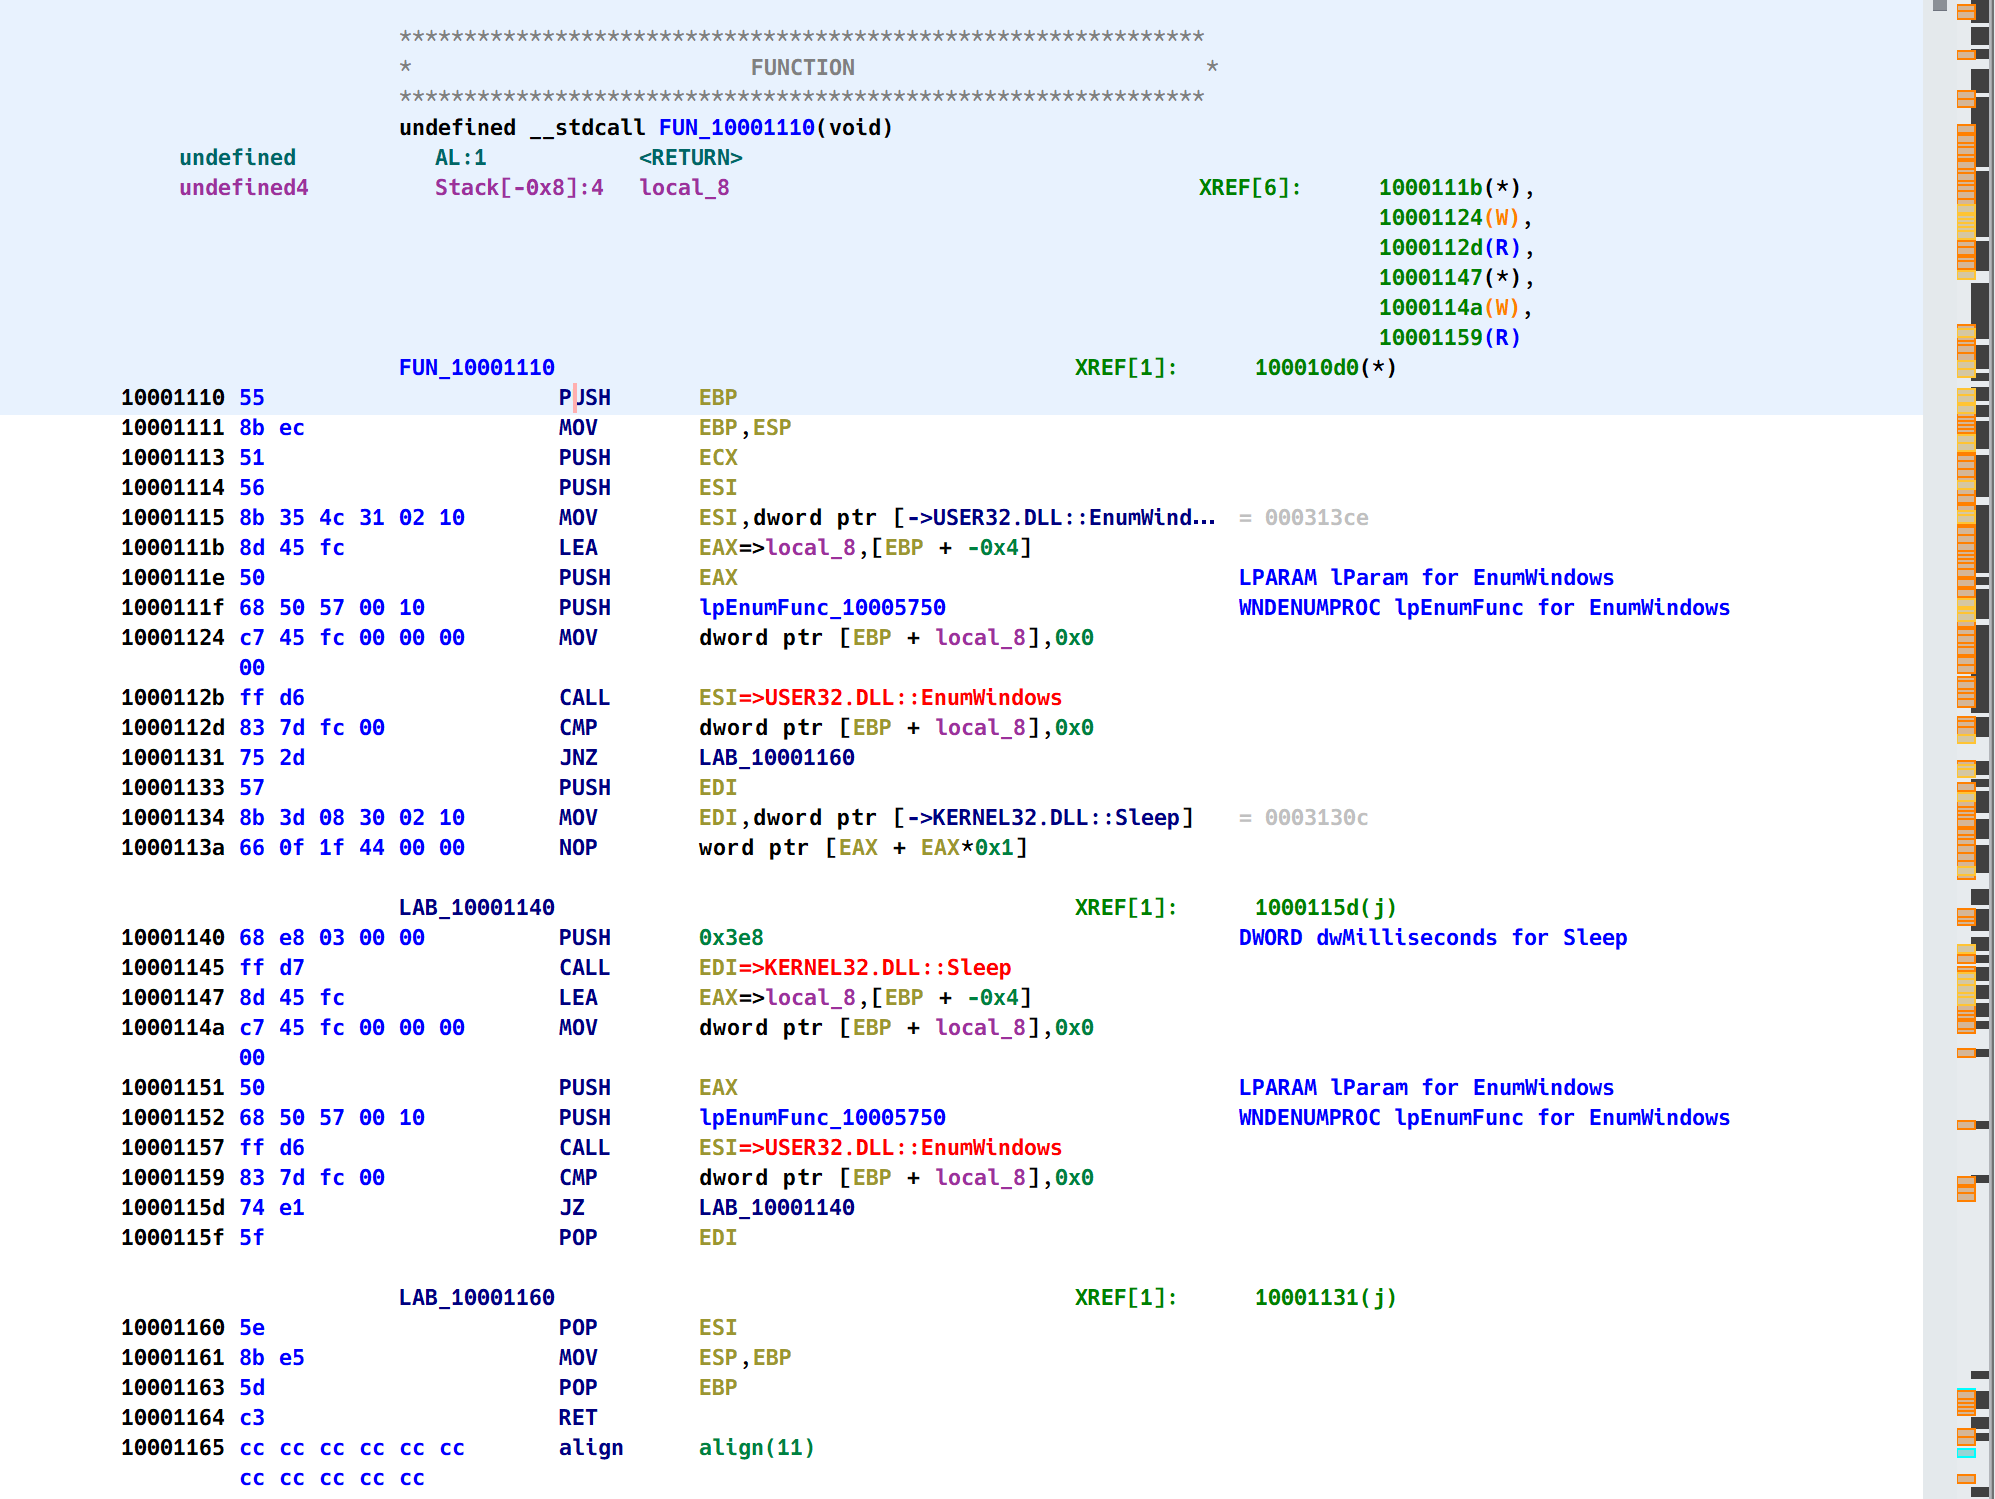 **************************************************************
* FUNCTION *
**************************************************************
undefined __stdcall FUN_10001110(void)
undefined AL:1 <RETURN>
undefined4 Stack[-0x8]:4 local_8 XREF[6]: 1000111b(*),
10001124(W),
1000112d(R),
10001147(*),
1000114a(W),
10001159(R)
FUN_10001110 XREF[1]: 100010d0(*)
10001110 55 PUSH EBP
10001111 8b ec MOV EBP,ESP
10001113 51 PUSH ECX
10001114 56 PUSH ESI
10001115 8b 35 4c 31 02 10 MOV ESI,dword ptr [->USER32.DLL::EnumWind... = 000313ce
1000111b 8d 45 fc LEA EAX=>local_8,[EBP + -0x4]
1000111e 50 PUSH EAX LPARAM lParam for EnumWindows
1000111f 68 50 57 00 10 PUSH lpEnumFunc_10005750 WNDENUMPROC lpEnumFunc for EnumWindows
10001124 c7 45 fc 00 00 00 MOV dword ptr [EBP + local_8],0x0
00
1000112b ff d6 CALL ESI=>USER32.DLL::EnumWindows
1000112d 83 7d fc 00 CMP dword ptr [EBP + local_8],0x0
10001131 75 2d JNZ LAB_10001160
10001133 57 PUSH EDI
10001134 8b 3d 08 30 02 10 MOV EDI,dword ptr [->KERNEL32.DLL::Sleep] = 0003130c
1000113a 66 0f 1f 44 00 00 NOP word ptr [EAX + EAX*0x1]
LAB_10001140 XREF[1]: 1000115d(j)
10001140 68 e8 03 00 00 PUSH 0x3e8 DWORD dwMilliseconds for Sleep
10001145 ff d7 CALL EDI=>KERNEL32.DLL::Sleep
10001147 8d 45 fc LEA EAX=>local_8,[EBP + -0x4]
1000114a c7 45 fc 00 00 00 MOV dword ptr [EBP + local_8],0x0
00
10001151 50 PUSH EAX LPARAM lParam for EnumWindows
10001152 68 50 57 00 10 PUSH lpEnumFunc_10005750 WNDENUMPROC lpEnumFunc for EnumWindows
10001157 ff d6 CALL ESI=>USER32.DLL::EnumWindows
10001159 83 7d fc 00 CMP dword ptr [EBP + local_8],0x0
1000115d 74 e1 JZ LAB_10001140
1000115f 5f POP EDI
LAB_10001160 XREF[1]: 10001131(j)
10001160 5e POP ESI
10001161 8b e5 MOV ESP,EBP
10001163 5d POP EBP
10001164 c3 RET
10001165 cc cc cc cc cc cc align align(11)
cc cc cc cc cc